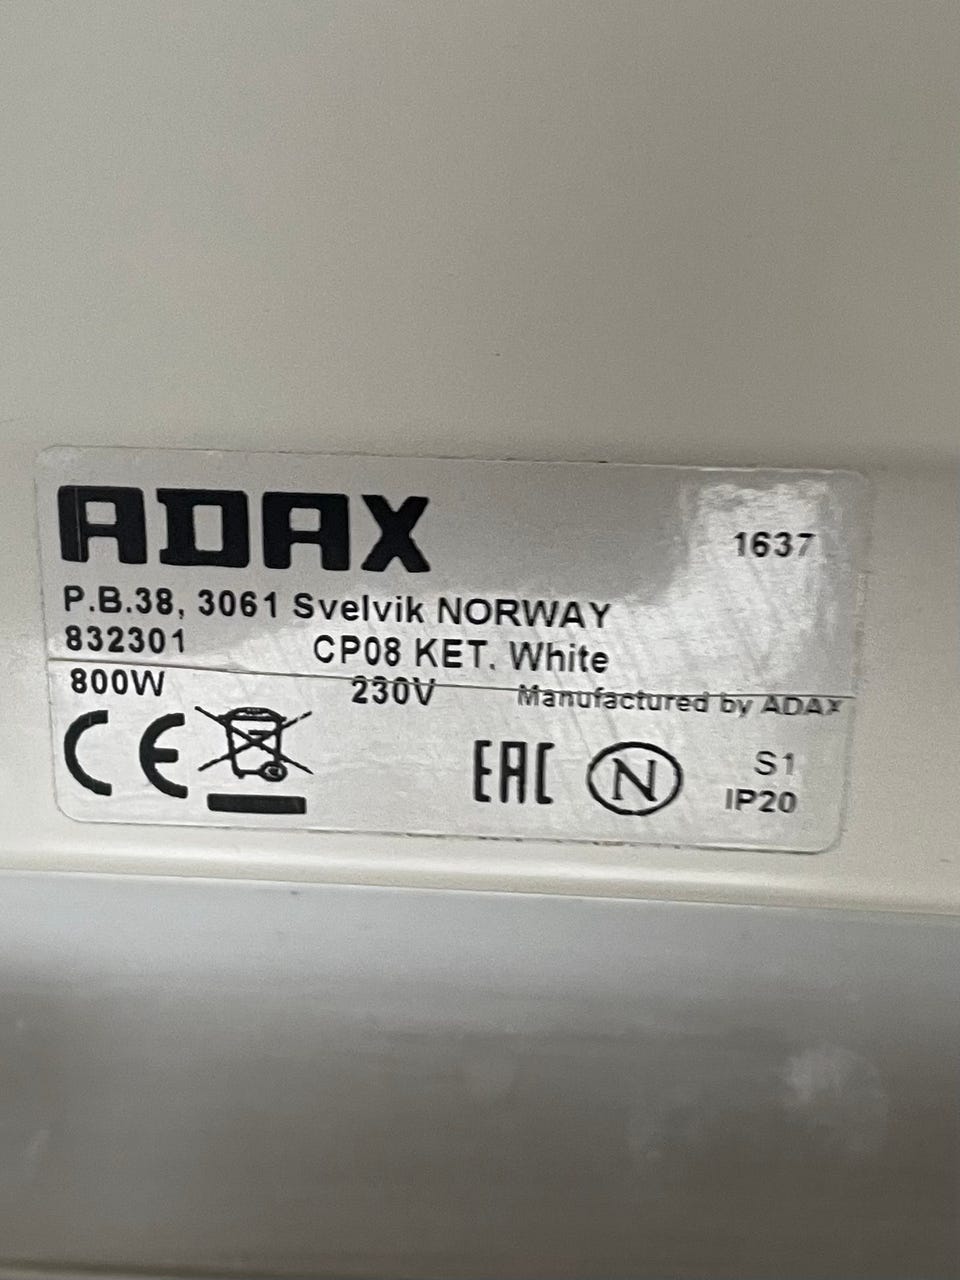 ADAX
1637
P.B.38, 3061 Svelvik NORWAY
832301 CP08 KET. White
800W 230V Manufactured by ADAX
CE EAC N S1
IP20